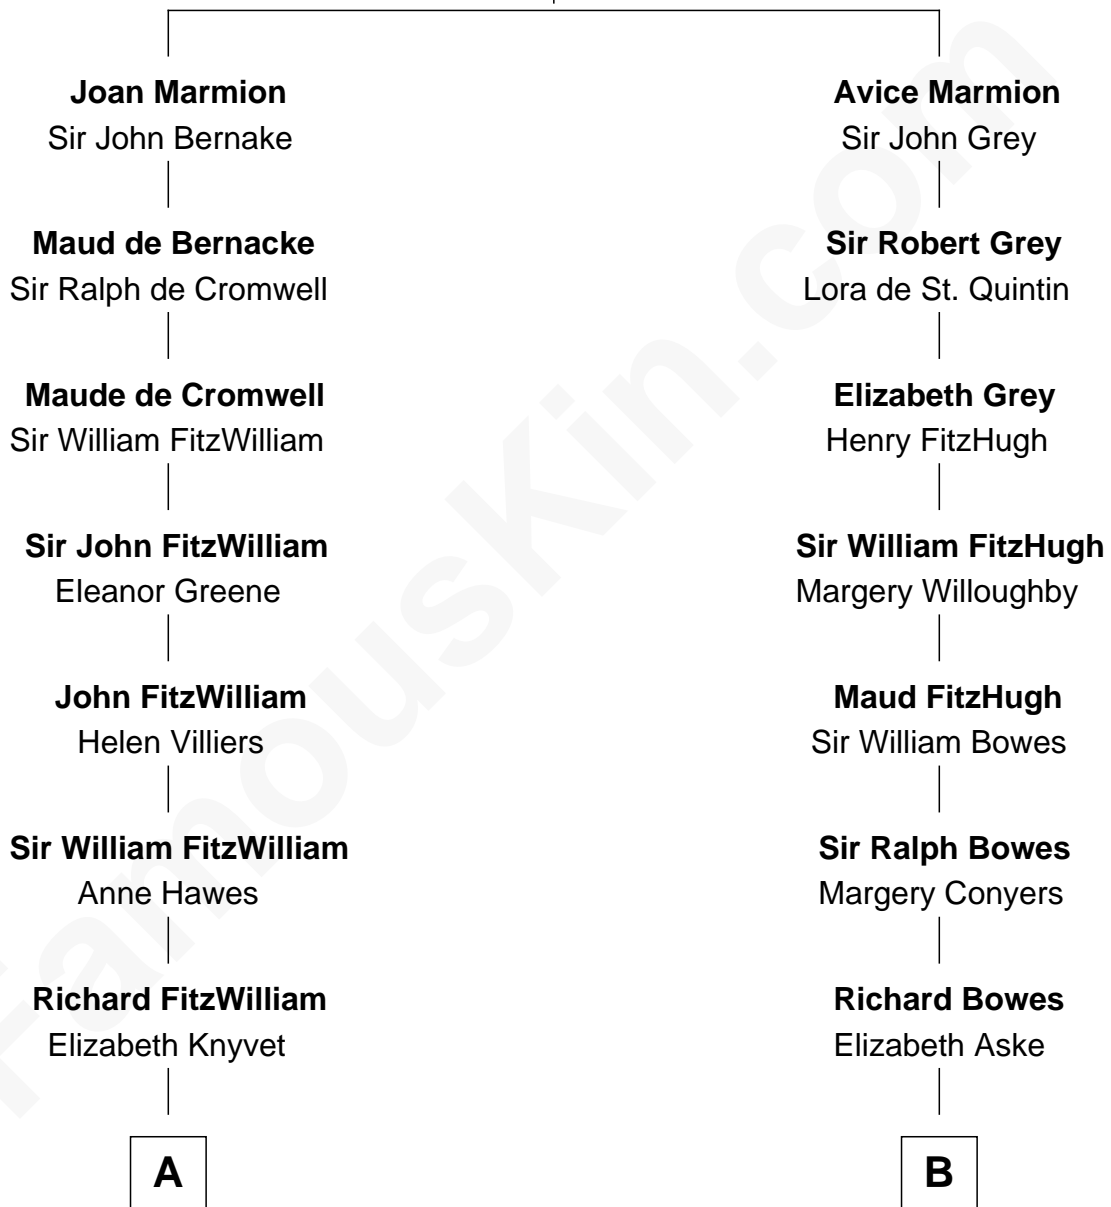 Joan Marmion
Sir John Bernake
Maud de Bernacke
Sir Ralph de Cromwell
Maude de Cromwell
Sir William FitzWilliam
Sir John FitzWilliam
Eleanor Greene
John FitzWilliam
Helen Villiers
Sir William FitzWilliam
Anne Hawes
Richard FitzWilliam
Elizabeth Knyvet
A
Avice Marmion
Sir John Grey
Sir Robert Grey
Lora de St. Quintin
Elizabeth Grey
Henry FitzHugh
Sir William FitzHugh
Margery Willoughby
Maud FitzHugh
Sir William Bowes
Sir Ralph Bowes
Margery Conyers
Richard Bowes
Elizabeth Aske
B
FamousKin.com